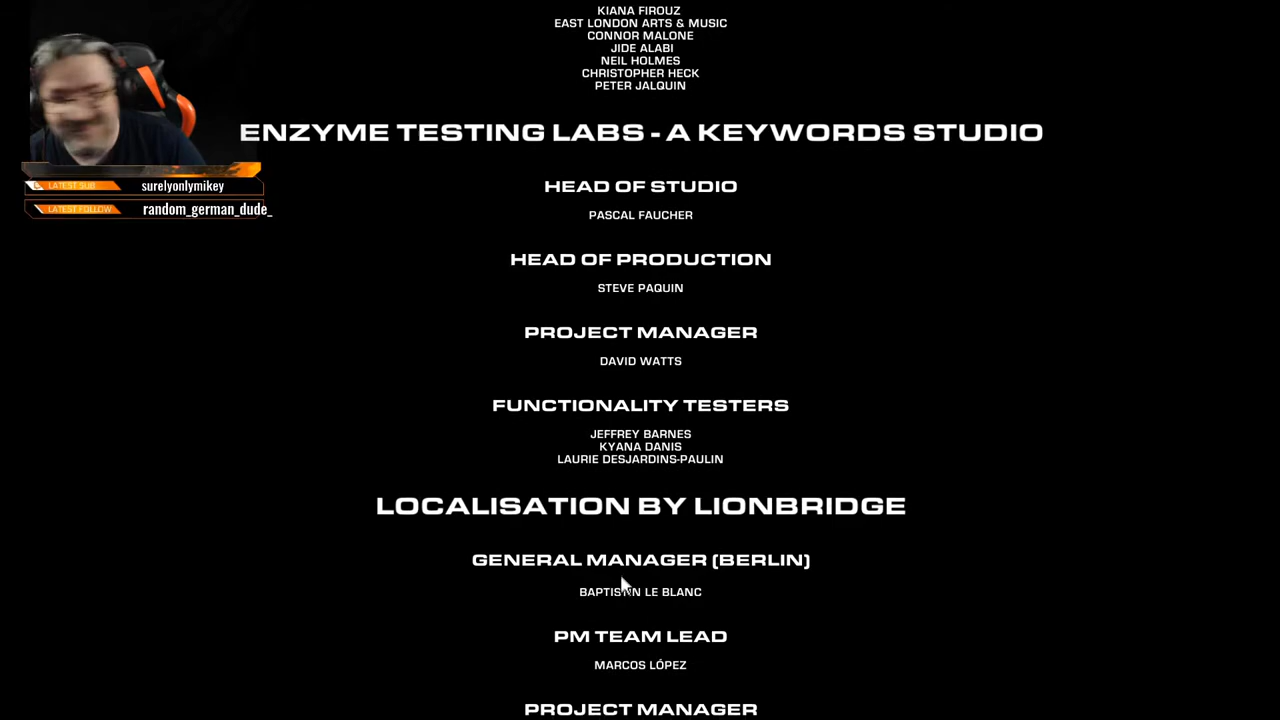 KIANA FIROUZ
EAST LONDON ARTS & MUSIC
CONNOR MALONE
JIDE ALABI
NEIL HOLMES
CHRISTOPHER HECK
PETER JALQUIN
ENZYME TESTING LABS - A KEYWORDS STUDIO
HEAD OF STUDIO
PASCAL FAUCHER
LATEST SUB surelyonlymikey
LATEST FOLLOW random_german_dude_
HEAD OF PRODUCTION
STEVE PAQUIN
PROJECT MANAGER
DAVID WATTS
FUNCTIONALITY TESTERS
JEFFREY BARNES
KYANA DANIS
LAURIE DESJARDINS-PAULIN
LOCALISATION BY LIONBRIDGE
GENERAL MANAGER (BERLIN)
LE BLANC
PM TEAM LEAD
MARCOS LÓPEZ
PROJECT MANAGER